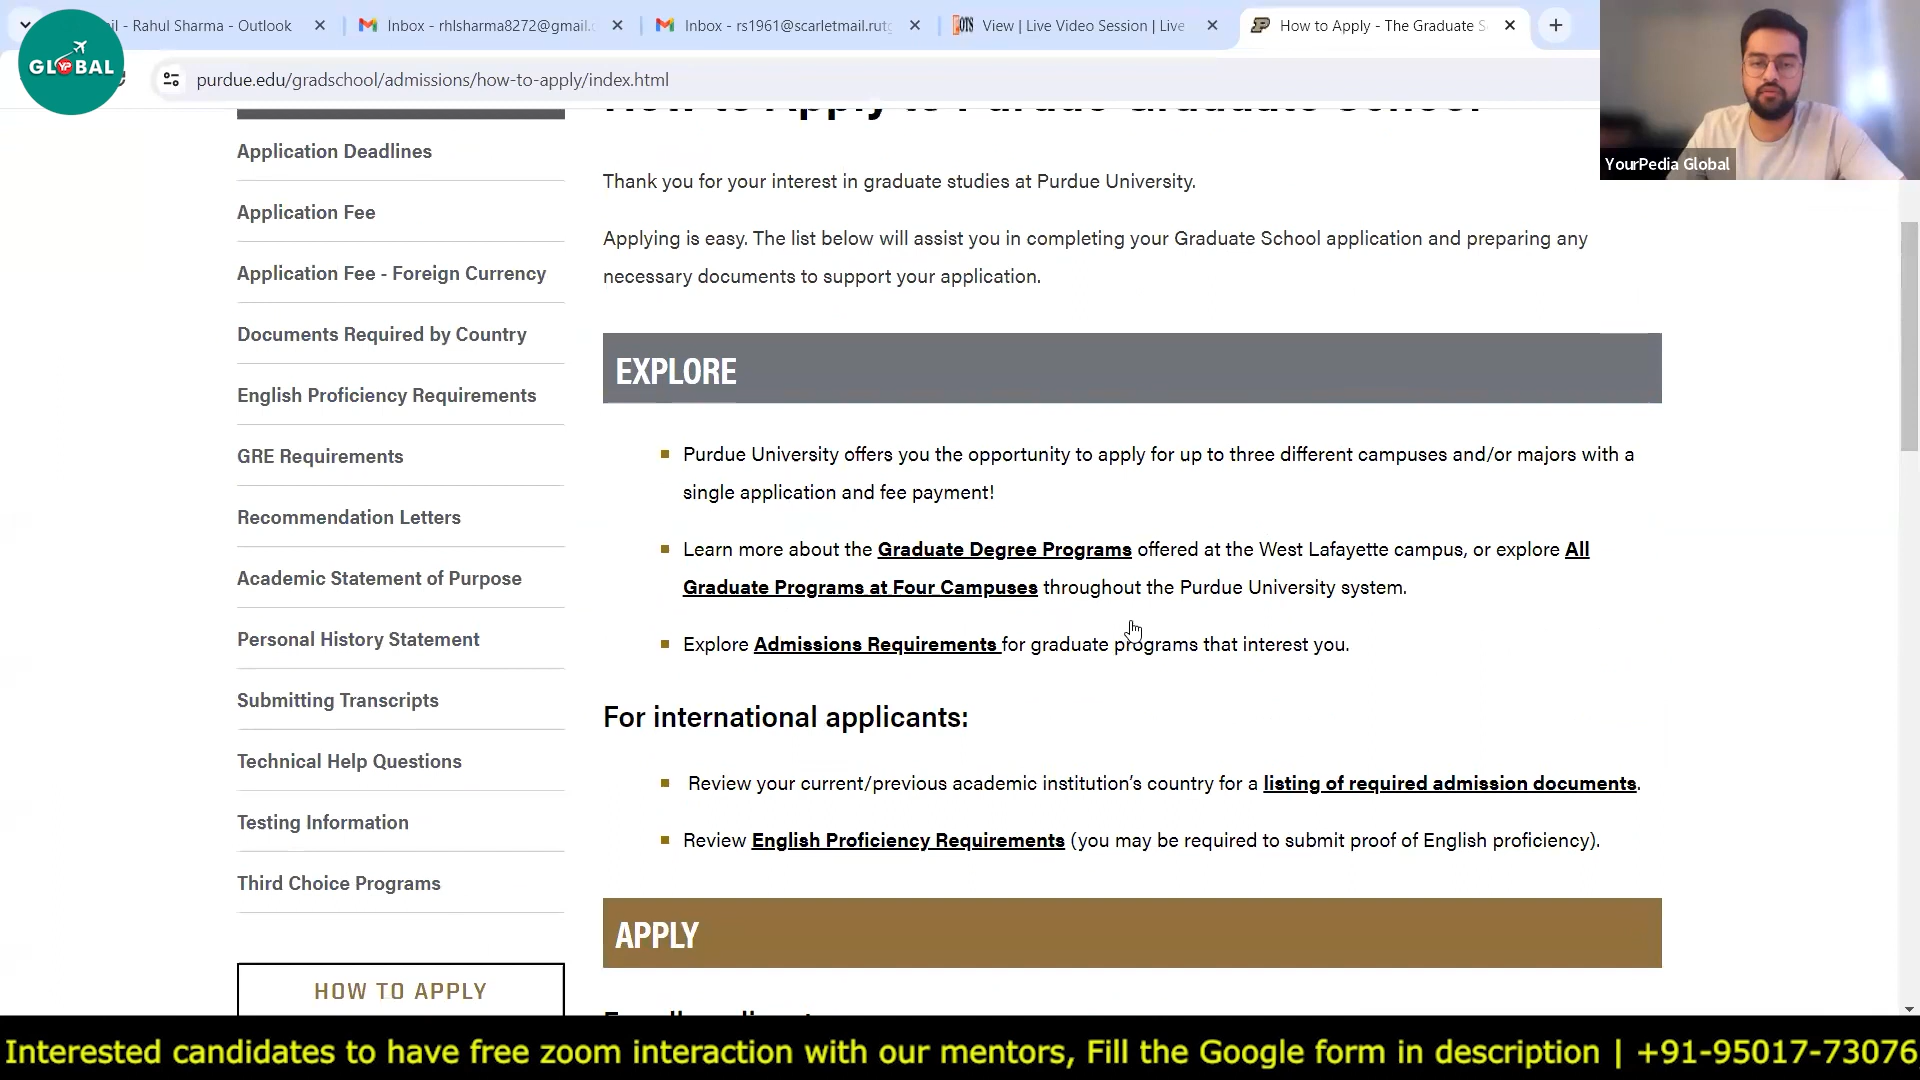 il - Rahul Sharma - Outlook
Inbox - rhlsharma8272@gmail.c
Inbox - rs1961@scarletmail.rutg
View | Live Video Session | Live
How to Apply - The Graduate S
GLOBAL
YP
purdue.edu/gradschool/admissions/how-to-apply/index.html
YourPedia Global
How to Apply to Purdue Graduate School
Application Deadlines
Application Fee
Application Fee - Foreign Currency
Documents Required by Country
English Proficiency Requirements
GRE Requirements
Recommendation Letters
Academic Statement of Purpose
Personal History Statement
Submitting Transcripts
Technical Help Questions
Testing Information
Third Choice Programs
HOW TO APPLY
Thank you for your interest in graduate studies at Purdue University.
Applying is easy. The list below will assist you in completing your Graduate School application and preparing any
necessary documents to support your application.
EXPLORE
Purdue University offers you the opportunity to apply for up to three different campuses and/or majors with a
single application and fee payment!
Learn more about the Graduate Degree Programs offered at the West Lafayette campus, or explore All
Graduate Programs at Four Campuses throughout the Purdue University system.
Explore Admissions Requirements for graduate programs that interest you.
For international applicants:
Review your current/previous academic institution's country for a listing of required admission documents.
Review English Proficiency Requirements (you may be required to submit proof of English proficiency).
APPLY
Interested candidates to have free zoom interaction with our mentors, Fill the Google form in description | +91-95017-73076